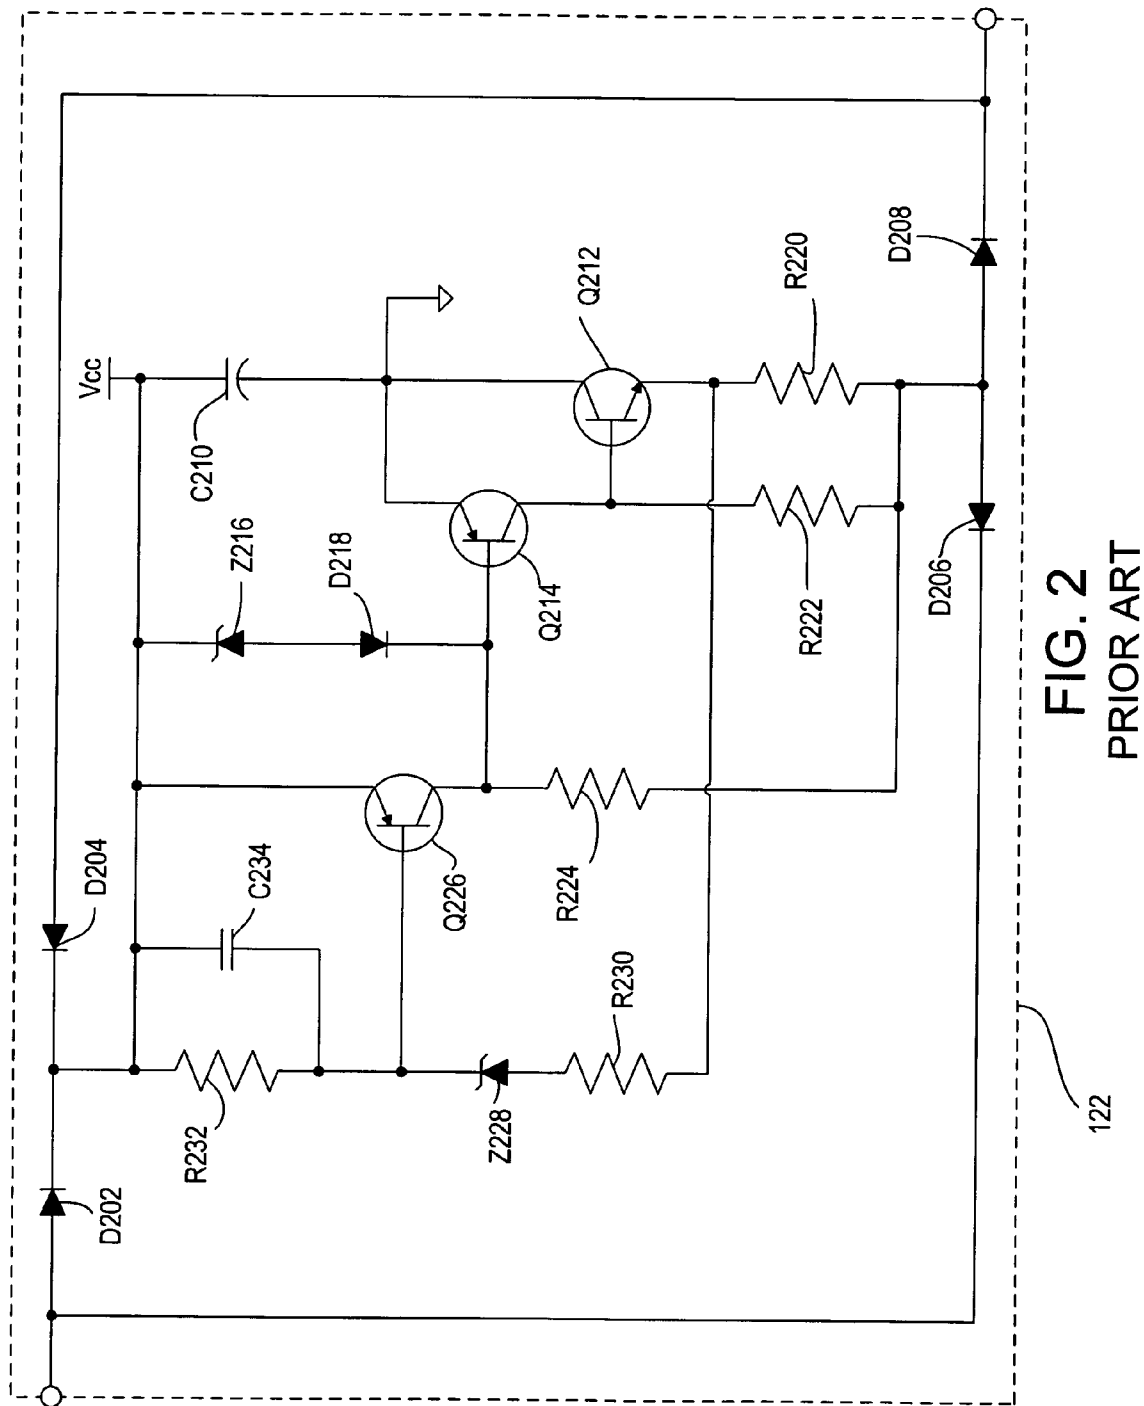 Vcc
C210
Z216
D218
Q212
Q214
D204
C234
Q226
R232
D202
Z228
R230
R224
R222
R220
D208
D206
122
FIG. 2
PRIOR ART